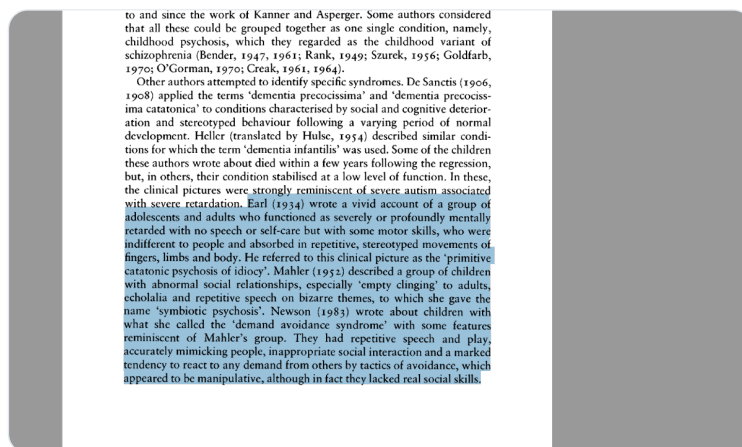 to and since the work of Kanner and Asperger. Some authors considered
that all these could be grouped together as one single condition, namely,
childhood psychosis, which they regarded as the childhood variant of
schizophrenia (Bender, 1947, 1961; Rank, 1949; Szurek, 1956; Goldfarb,
1970; O'Gorman, 1970; Creak, 1961, 1964).
Other authors attempted to identify specific syndromes. De Sanctis (1906,
1908) applied the terms 'dementia precocissima' and 'dementia precociss-
ima catatonica' to conditions characterised by social and cognitive deterior-
ation and stereotyped behaviour following a varying period of normal
development. Heller (translated by Hulse, 1954) described similar condi-
tions for which the term 'dementia infantilis' was used. Some of the children
these authors wrote about died within a few years following the regression,
but, in others, their condition stabilised at a low level of function. In these,
the clinical pictures were strongly reminiscent of severe autism associated
with severe retardation. Earl (1934) wrote a vivid account of a group of
adolescents and adults who functioned as severely or profoundly mentally
retarded with no speech or self-care but with some motor skills, who were
indifferent to people and absorbed in repetitive, stereotyped movements of
fingers, limbs and body. He referred to this clinical picture as the 'primitive
catatonic psychosis of idiocy'. Mahler (1952) described a group of children
with abnormal social relationships, especially 'empty clinging' to adults,
echolalia and repetitive speech on bizarre themes, to which she gave the
name 'symbiotic psychosis'. Newson (1983) wrote about children with
what she called the 'demand avoidance syndrome' with some features
reminiscent of Mahler's group. They had repetitive speech and play,
accurately mimicking people, inappropriate social interaction and a marked
tendency to react to any demand from others by tactics of avoidance, which
appeared to be manipulative, although in fact they lacked real social skills.